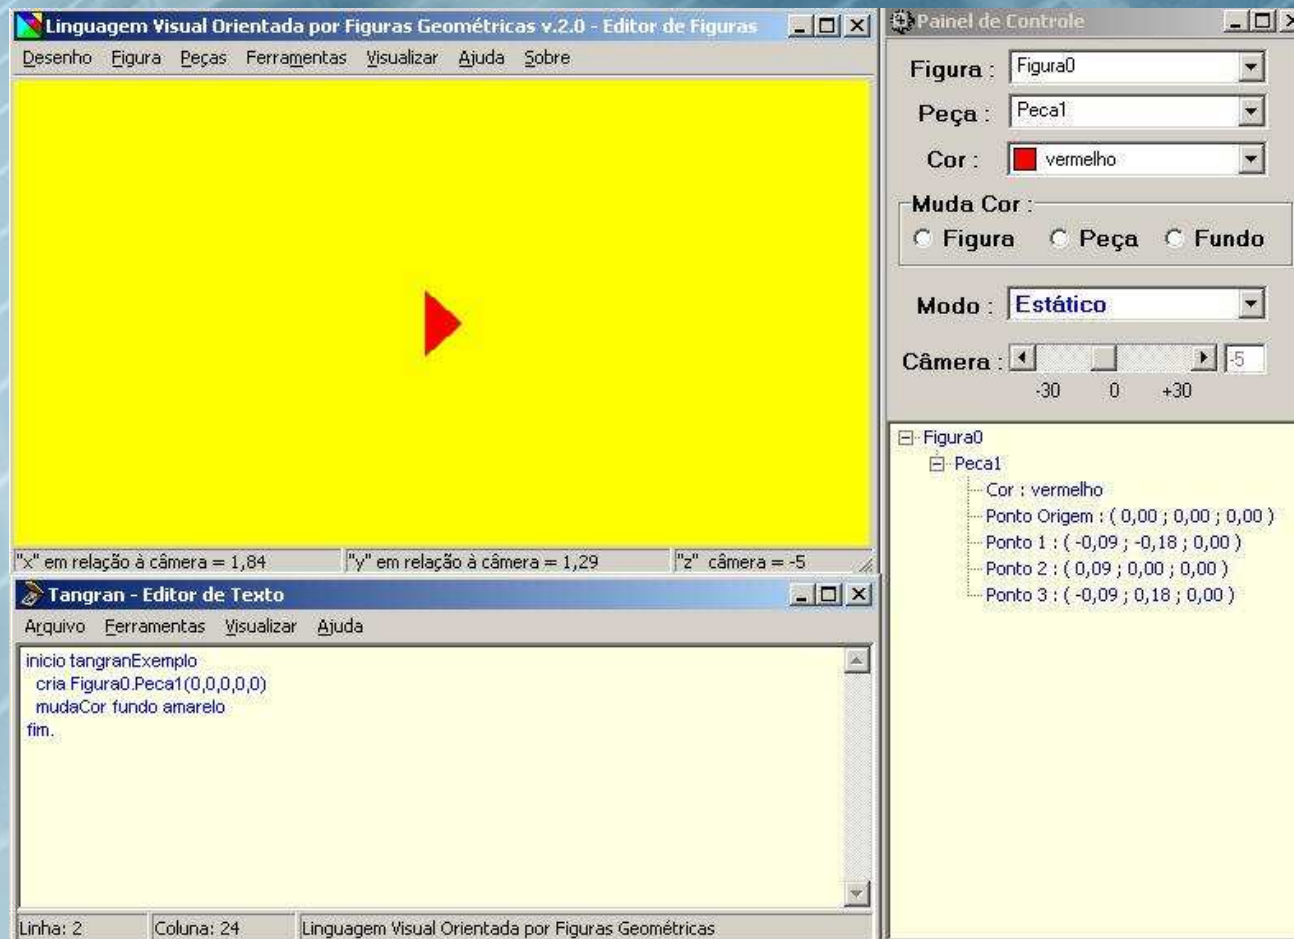 Linguagem Visual Orientada por Figuras Geométricas v.2.0 - Editor de Figuras
Desenho Figura Peças Ferramentas Visualizar Ajuda Sobre
"x" em relação à câmera = 1,84 "y" em relação à câmera = 1,29 "z" câmera = -5
Tangran - Editor de Texto
Arquivo Ferramentas Visualizar Ajuda
inicio tangranExemplo
cria Figura0.Peca1(0,0,0,0,0)
mudaCor fundo amarelo
fim.
Linha: 2 Coluna: 24 Linguagem Visual Orientada por Figuras Geométricas
Painel de Controle
Figura : Figura0
Peça : Peca1
Cor : vermelho
Muda Cor :
Figura Peça Fundo
Modo : Estático
Câmera : -5
-30 0 +30
Figura0
Peca1
Cor : vermelho
Ponto Origem : ( 0,00 ; 0,00 ; 0,00 )
Ponto 1 : ( -0,09 ; -0,18 ; 0,00 )
Ponto 2 : ( 0,09 ; 0,00 ; 0,00 )
Ponto 3 : ( -0,09 ; 0,18 ; 0,00 )